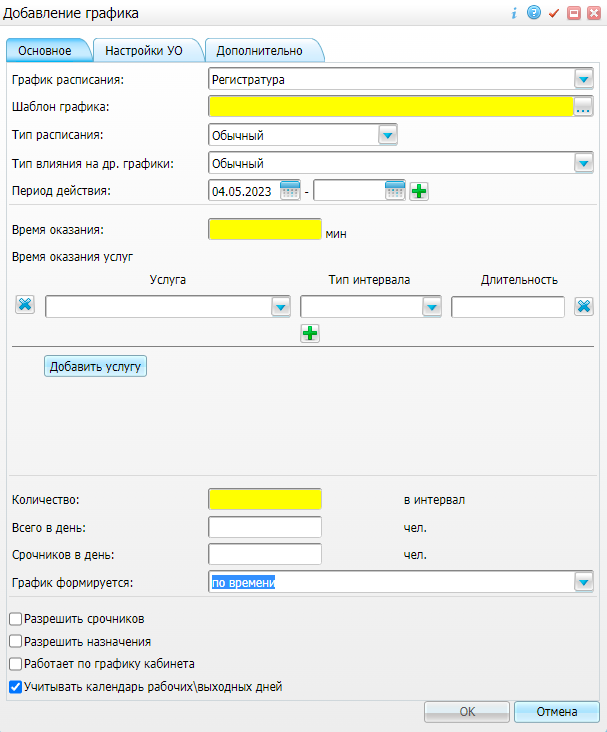 Добавление графика
Основное Настройки УО Дополнительно
График расписания: Регистратура
Шаблон графика: ...
Тип расписания: Обычный
Тип влияния на др. графики: Обычный
Период действия: 04.05.2023 -
Время оказания: мин
Время оказания услуг
Услуга Тип интервала Длительность
Добавить услугу
Количество: в интервал
Всего в день: чел.
Срочников в день: чел.
График формируется: по времени
Разрешить срочников
Разрешить назначения
Работает по графику кабинета
Учитывать календарь рабочих\выходных дней
OK Отмена